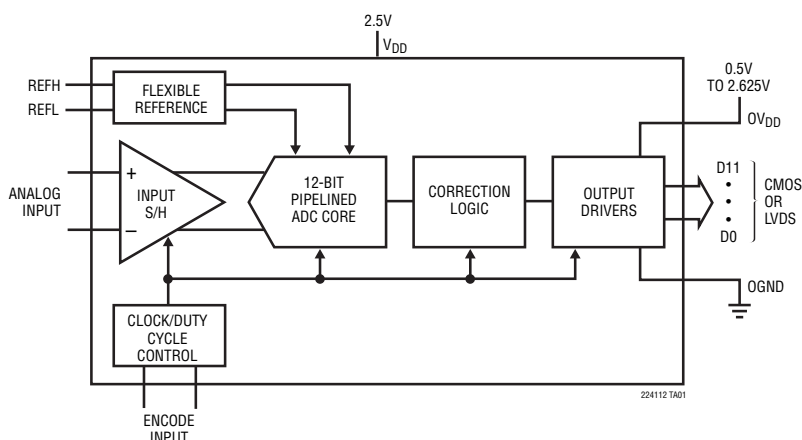 2.5V
VDD
0.5V
TO 2.625V
OVDD
REFH
REFL
FLEXIBLE
REFERENCE
ANALOG
INPUT
+
–
INPUT
S/H
12-BIT
PIPELINED
ADC CORE
CORRECTION
LOGIC
OUTPUT
DRIVERS
D11
•
•
•
D0
CMOS
OR
LVDS
OGND
CLOCK/DUTY
CYCLE
CONTROL
224112 TA01
ENCODE
INPUT